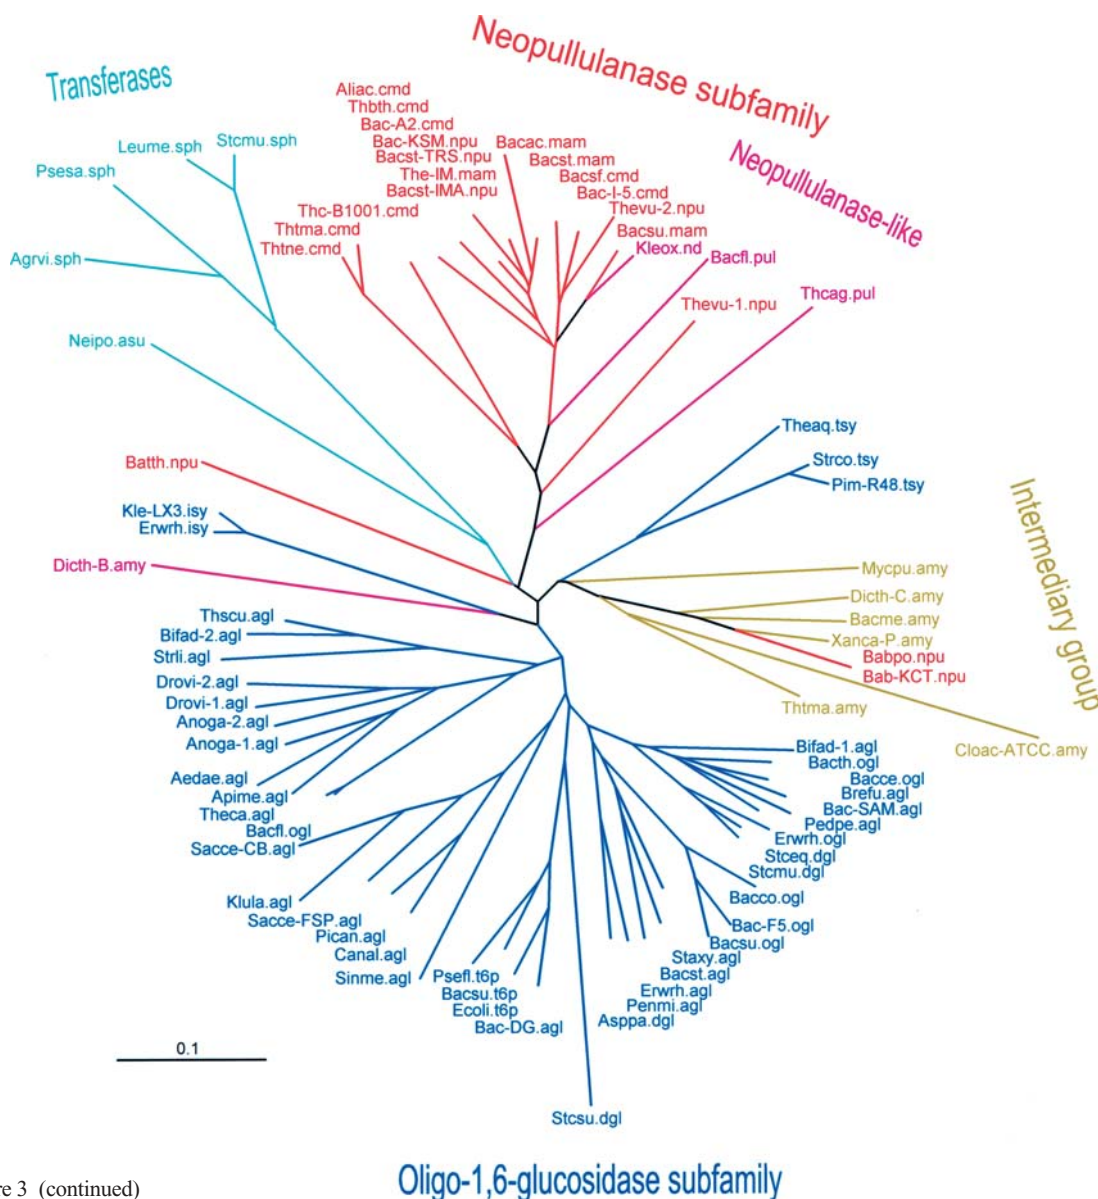 Neopullulanase subfamily
Transferases
Neopullulanase-like
Aliac.cmd
Thbth.cmd
Bac-A2.cmd
Bac-KSM.npu
Bacst-TRS.npu
The-IM.mam
Bacst-IMA.npu
Thc-B1001.cmd
Thtma.cmd
Thtne.cmd
Bacac.mam
Bacst.mam
Bacsf.cmd
Bac-I-5.cmd
Thevu-2.npu
Bacsu.mam
Kleox.nd
Bacfl.pul
Thevu-1.npu
Thcag.pul
Leume.sph
Stcmu.sph
Psesa.sph
Agrvi.sph
Neipo.asu
Batth.npu
Kle-LX3.isy
Erwrh.isy
Dicth-B.amy
Theaq.tsy
Strco.tsy
Pim-R48.tsy
Intermediary group
Mycpu.amy
Dicth-C.amy
Bacme.amy
Xanca-P.amy
Babpo.npu
Bab-KCT.npu
Thtma.amy
Cloac-ATCC.amy
Thscu.agl
Bifad-2.agl
Strli.agl
Drovi-2.agl
Drovi-1.agl
Anoga-2.agl
Anoga-1.agl
Aedae.agl
Apime.agl
Theca.agl
Bacfl.ogl
Sacce-CB.agl
Klula.agl
Sacce-FSP.agl
Pican.agl
Canal.agl
Sinme.agl
Psefl.t6p
Bacsu.t6p
Ecoli.t6p
Bac-DG.agl
Bifad-1.agl
Bacth.ogl
Bacce.ogl
Brefu.agl
Bac-SAM.agl
Pedpe.agl
Erwrh.ogl
Stceq.dgl
Stcmu.dgl
Bacco.ogl
Bac-F5.ogl
Bacsu.ogl
Staxy.agl
Bacst.agl
Erwrh.agl
Penmi.agl
Asppa.dgl
Stcsu.dgl
0.1
Oligo-1,6-glucosidase subfamily
e 3 (continued)